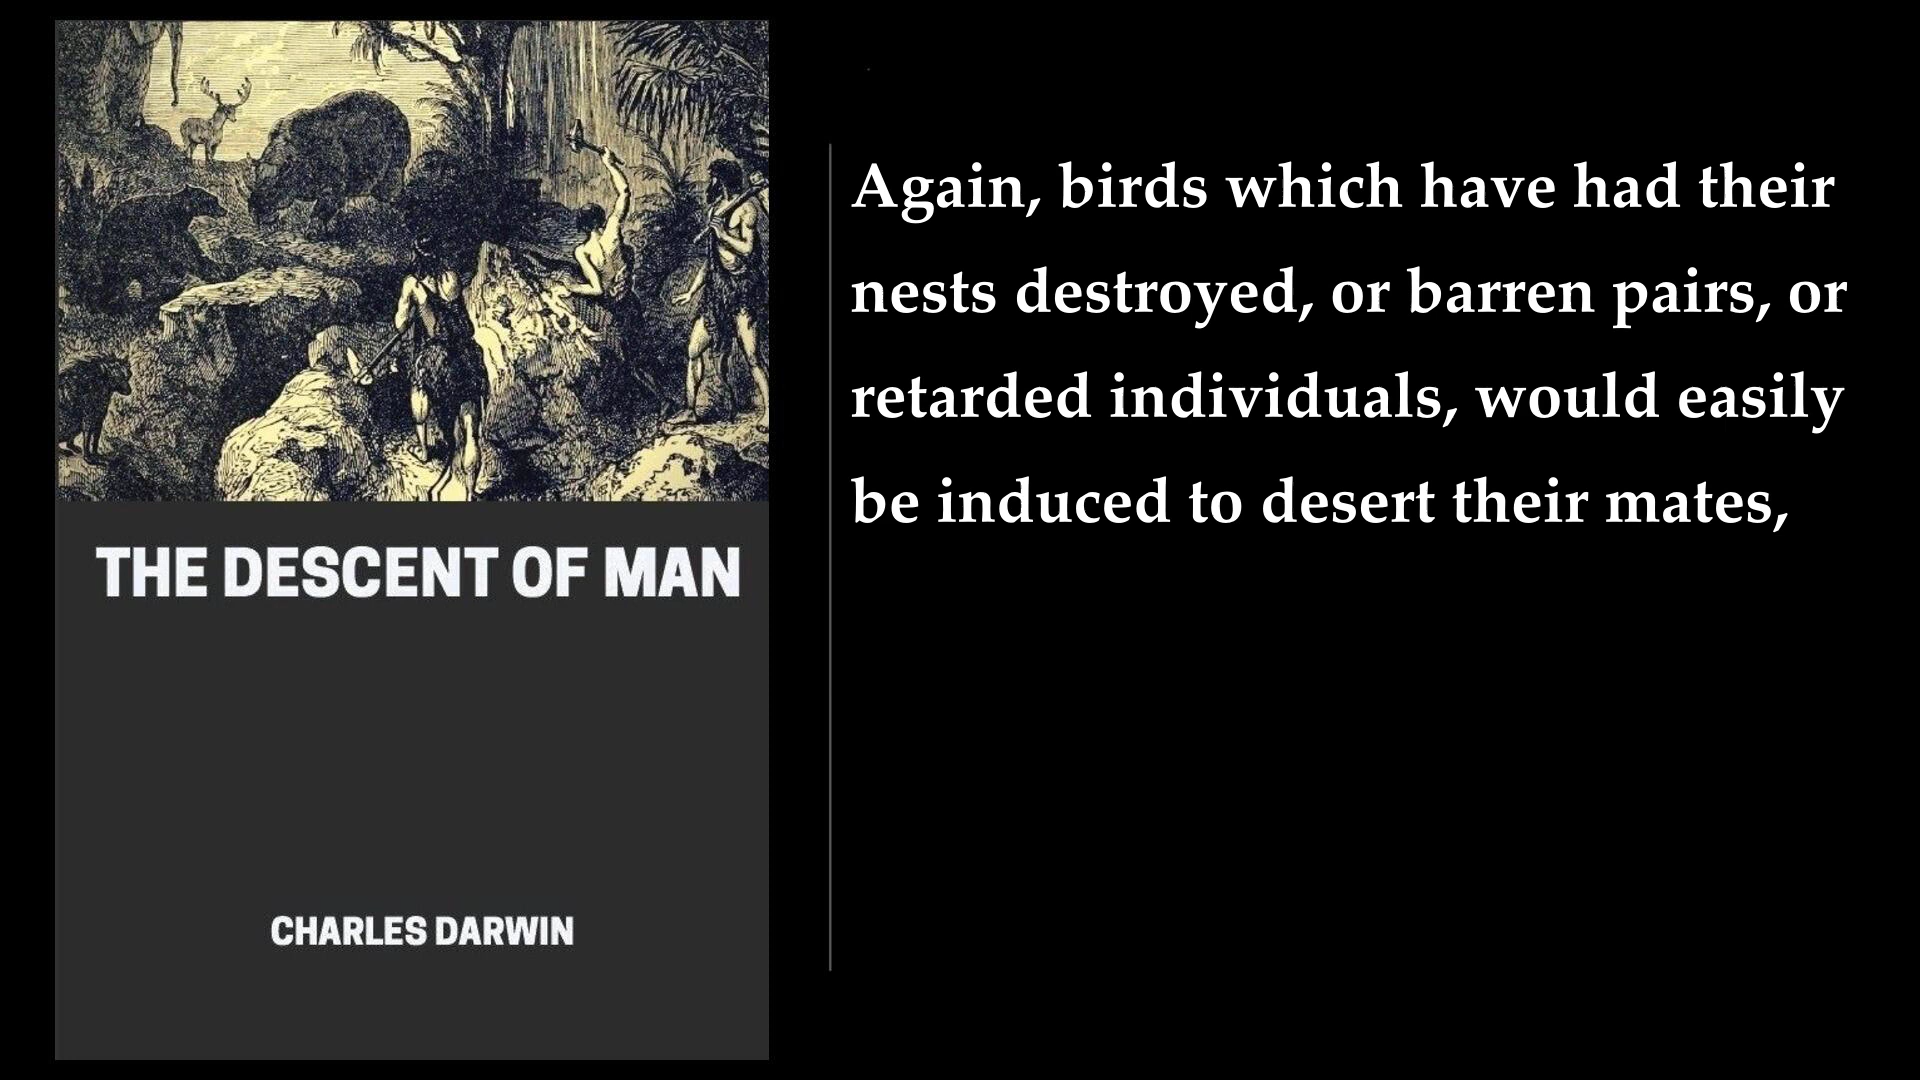 THE DESCENT OF MAN
CHARLES DARWIN
Again, birds which have had their
nests destroyed, or barren pairs, or
retarded individuals, would easily
be induced to desert their mates,